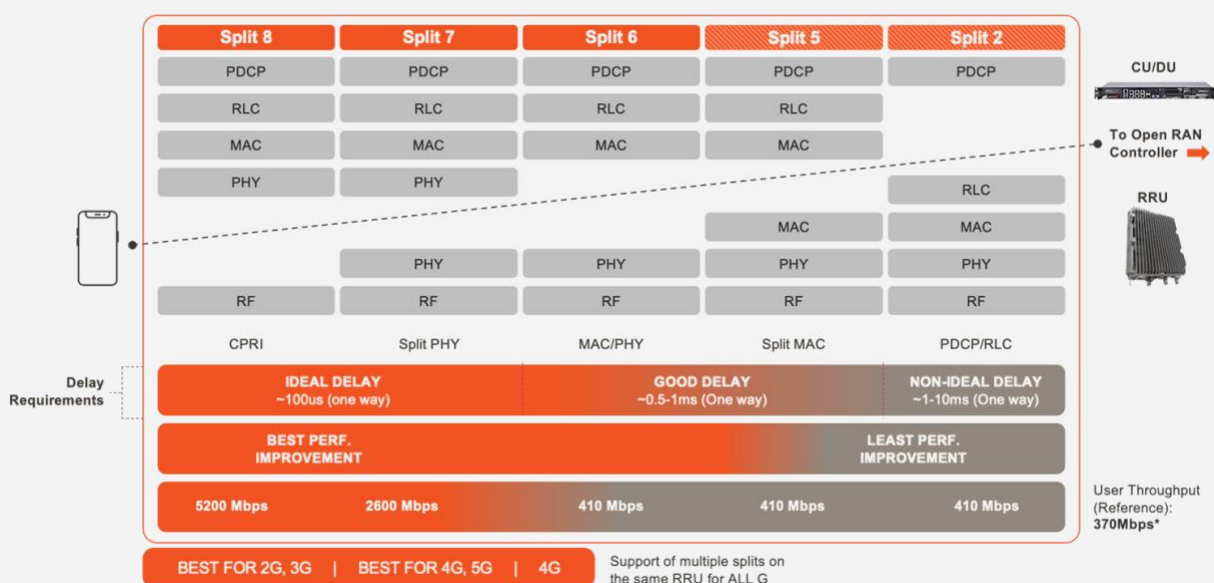 Split 8 Split 7 Split 6 Split 5 Split 2
PDCP PDCP PDCP PDCP PDCP
CU/DU
RLC RLC RLC RLC
MAC MAC MAC MAC
To Open RAN
Controller
PHY PHY RLC
RRU
MAC MAC
PHY PHY PHY PHY
RF RF RF RF RF
CPRI Split PHY MAC/PHY Split MAC PDCP/RLC
Delay
Requirements
IDEAL DELAY GOOD DELAY NON-IDEAL DELAY
~100us (one way) ~0.5-1ms (One way) ~1-10ms (One way)
BEST PERF. LEAST PERF.
IMPROVEMENT IMPROVEMENT
5200 Mbps 2600 Mbps 410 Mbps 410 Mbps 410 Mbps
User Throughput
(Reference):
370Mbps*
BEST FOR 2G, 3G | BEST FOR 4G, 5G | 4G
Support of multiple splits on
the same RRU for ALL G